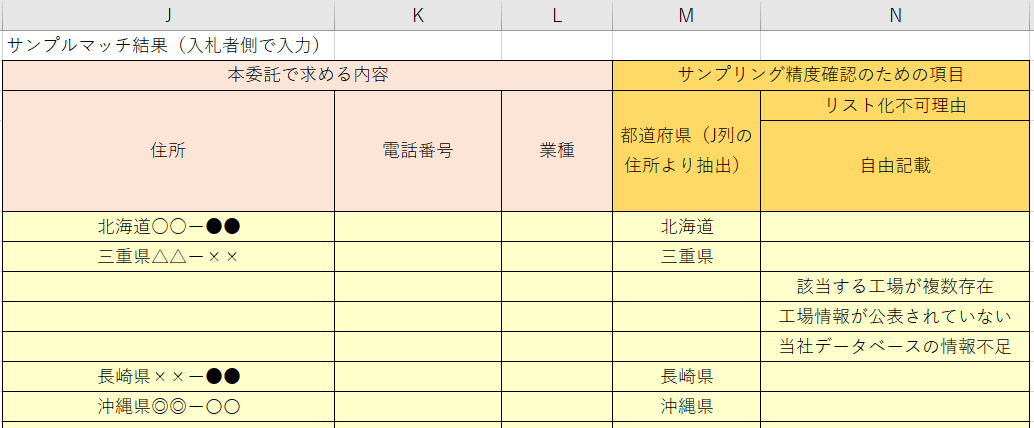 J K L M N
サンプルマッチ結果（入札者側で入力）
本委託で求める内容 サンプリング精度確認のための項目
住所 電話番号 業種 都道府県（J列の
住所より抽出） リスト化不可理由
自由記載
北海道〇〇ー●● 北海道
三重県△△ー×× 三重県
該当する工場が複数存在
工場情報が公表されていない
当社データベースの情報不足
長崎県××ー●● 長崎県
沖縄県◎◎ー〇〇 沖縄県